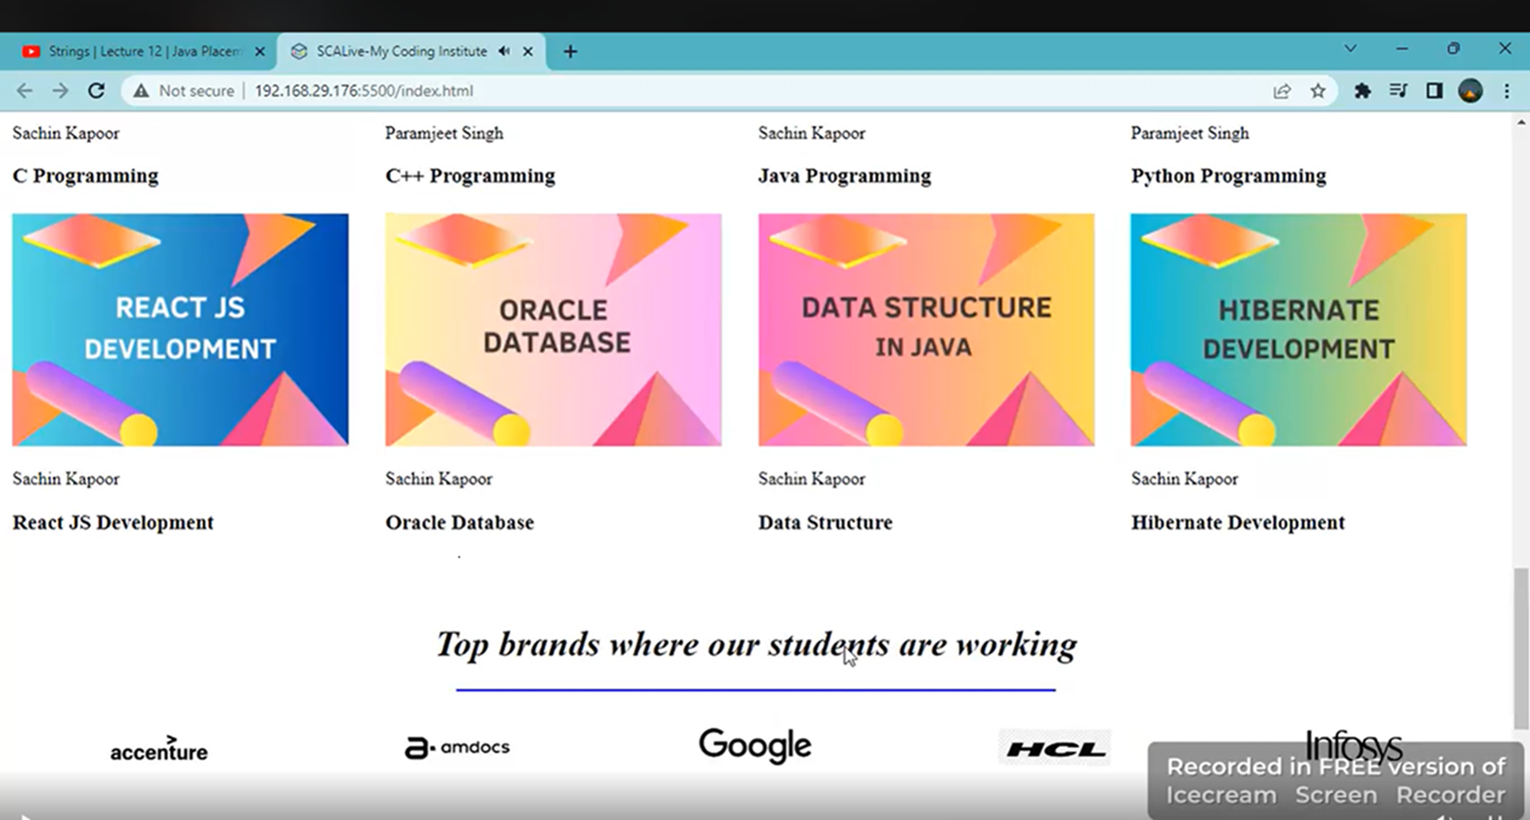 Strings | Lecture 12 | Java Placem
SCALive-My Coding Institute
Not secure | 192.168.29.176:5500/index.html
Sachin Kapoor
Paramjeet Singh
Sachin Kapoor
Paramjeet Singh
C Programming
C++ Programming
Java Programming
Python Programming
REACT JS
DEVELOPMENT
ORACLE
DATABASE
DATA STRUCTURE
IN JAVA
HIBERNATE
DEVELOPMENT
Sachin Kapoor
Sachin Kapoor
Sachin Kapoor
Sachin Kapoor
React JS Development
Oracle Database
Data Structure
Hibernate Development
.
Top brands where our students are working
accenture
a. amdocs
Google
HCL
Infosys
Recorded in FREE version of
Icecream Screen Recorder